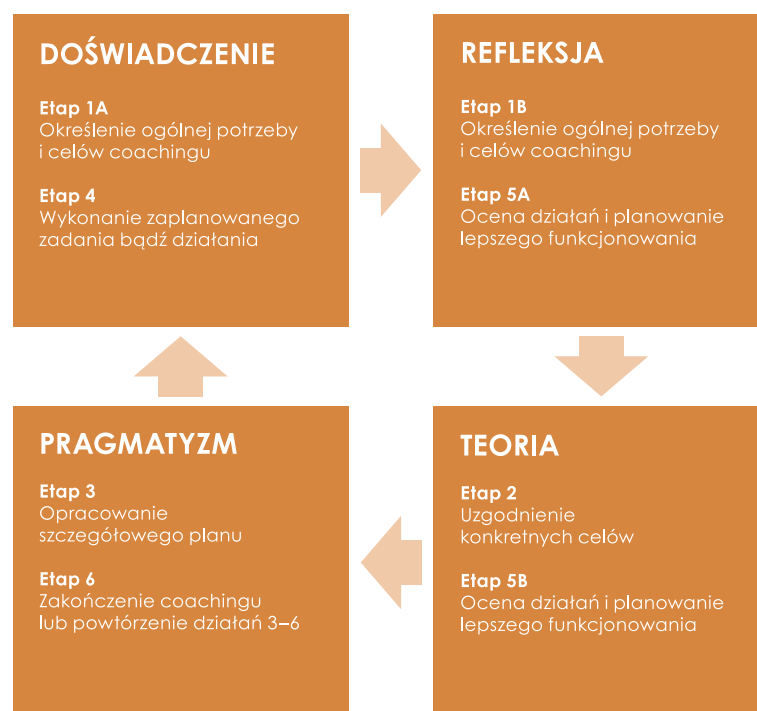 DOŚWIADCZENIE
Etap 1A
Określenie ogólnej potrzeby
i celów coachingu
Etap 4
Wykonanie zaplanowanego
zadania bądź działania
REFLEKSJA
Etap 1B
Określenie ogólnej potrzeby
i celów coachingu
Etap 5A
Ocena działań i planowanie
lepszego funkcjonowania
PRAGMATYZM
Etap 3
Opracowanie
szczegółowego planu
Etap 6
Zakończenie coachingu
lub powtórzenie działań 3–6
TEORIA
Etap 2
Uzgodnienie
konkretnych celów
Etap 5B
Ocena działań i planowanie
lepszego funkcjonowania